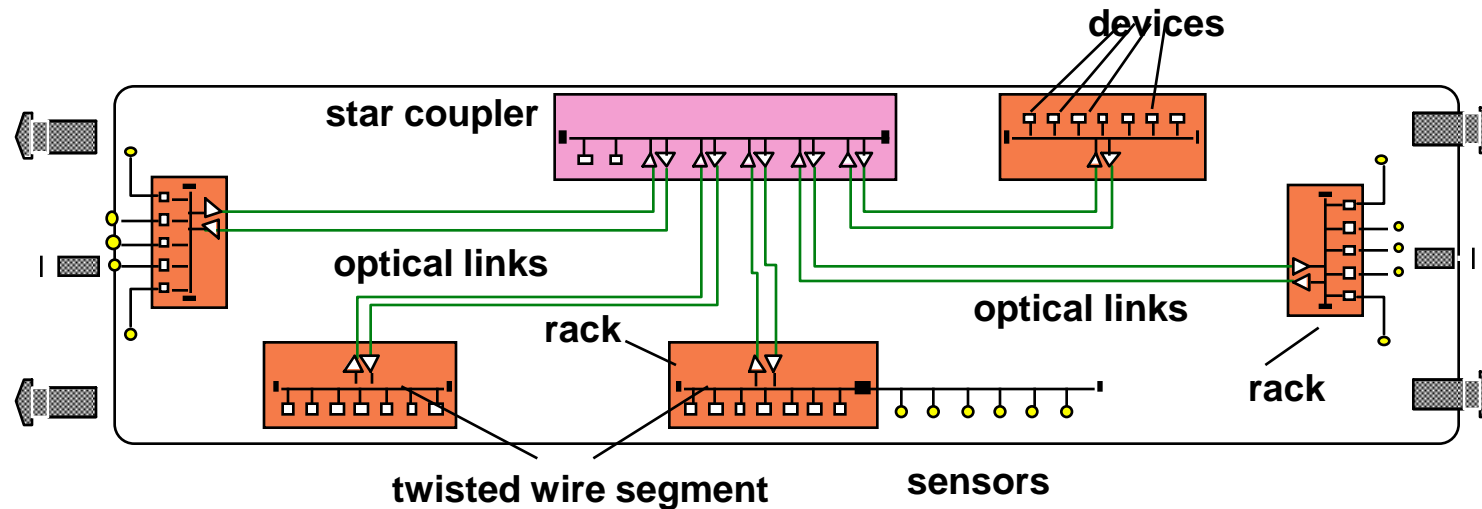 devices
star coupler
optical links
optical links
rack
rack
twisted wire segment
sensors